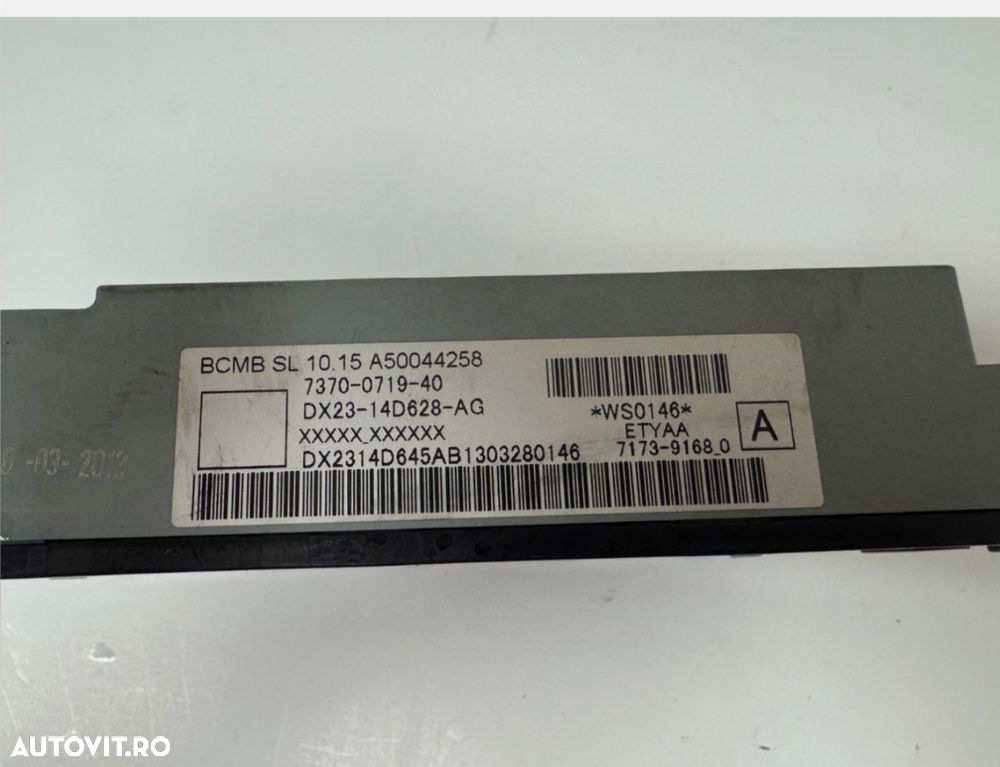 BCMB SL 10.15 A50044258
7370-0719-40
DX23-14D628-AG
*WS0146*
A
XXXXX_XXXXXX
ETYAA
DX2314D645AB1303280146
7173-9168_0
-03-
AUTOVIT.RO